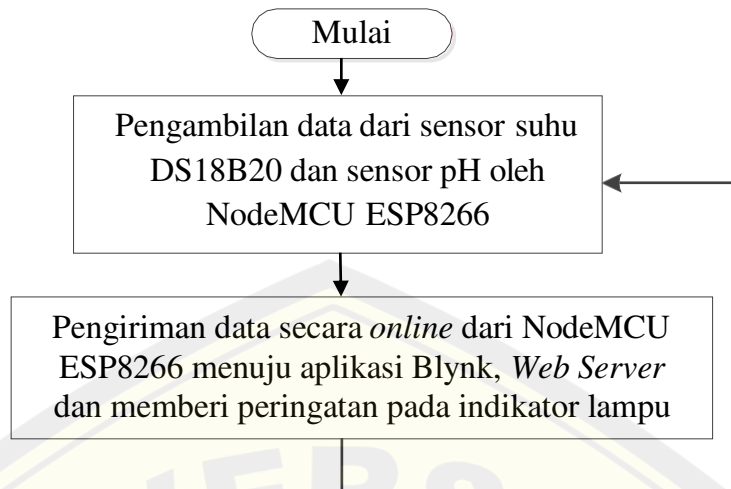 Mulai
Pengambilan data dari sensor suhu
DS18B20 dan sensor pH oleh
NodeMCU ESP8266
Pengiriman data secara online dari NodeMCU
ESP8266 menuju aplikasi Blynk, Web Server
dan memberi peringatan pada indikator lampu